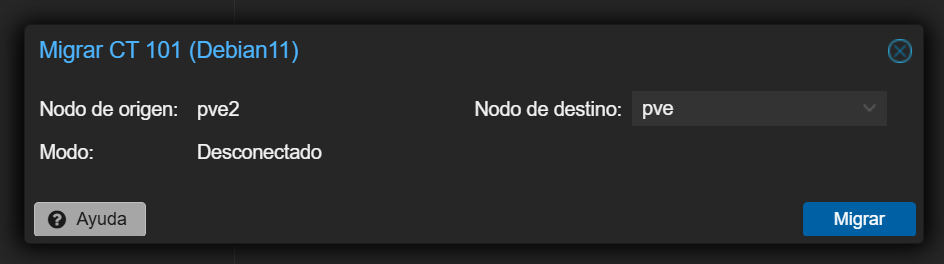 Migrar CT 101 (Debian11)
Nodo de origen: pve2 Nodo de destino: pve
Modo: Desconectado
Ayuda Migrar